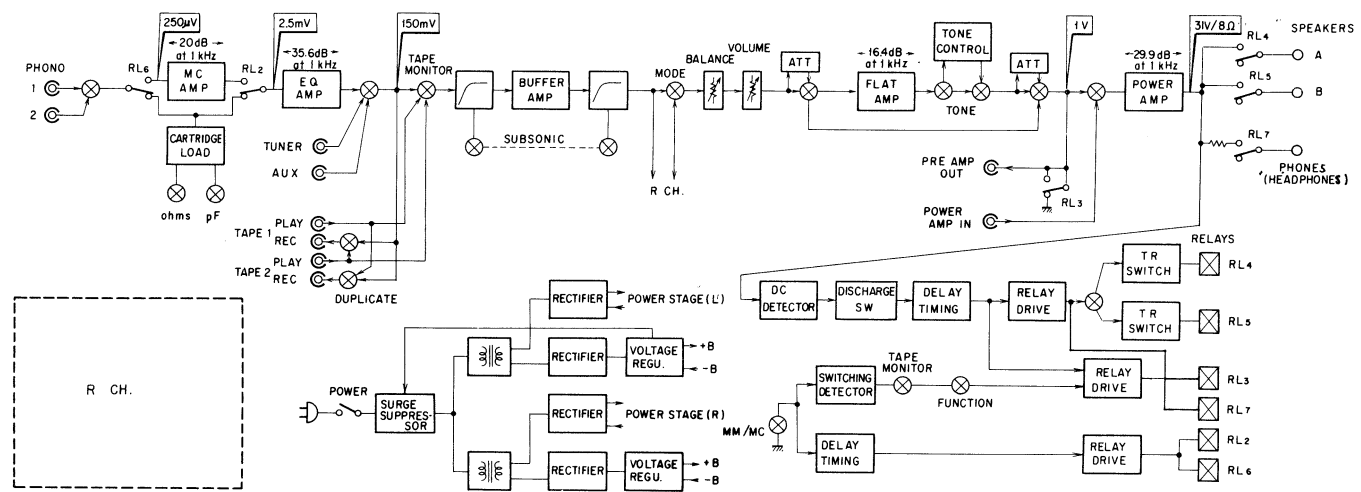 250μV
2.5mV
150mV
1V
31V/8Ω
SPEAKERS
20dB
at 1 kHz
35.6dB
at 1 kHz
TAPE
MONITOR
16.4dB
at 1kHz
TONE
CONTROL
29.9dB
at 1kHz
RL4
A
PHONO
1
2
RL6
MC
AMP
RL2
EQ
AMP
BUFFER
AMP
MODE
BALANCE
VOLUME
ATT
FLAT
AMP
TONE
ATT
POWER
AMP
RL5
B
CARTRIDGE
LOAD
ohms
pF
TUNER
AUX
SUBSONIC
R CH.
PRE AMP
OUT
RL3
POWER
AMP IN
RL7
PHONES
(HEADPHONES)
TAPE 1
PLAY
REC
TAPE 2
PLAY
REC
DUPLICATE
RELAYS
DC
DETECTOR
DISCHARGE
SW
DELAY
TIMING
RELAY
DRIVE
TR
SWITCH
RL4
TR
SWITCH
RL5
R CH.
RECTIFIER
POWER STAGE (L)
RECTIFIER
VOLTAGE
REGU.
+B
-B
POWER
SURGE
SUPPRES-
SOR
RECTIFIER
POWER STAGE (R)
RECTIFIER
VOLTAGE
REGU.
+B
-B
MM/MC
SWITCHING
DETECTOR
TAPE
MONITOR
FUNCTION
RELAY
DRIVE
RL3
RL7
DELAY
TIMING
RELAY
DRIVE
RL2
RL6